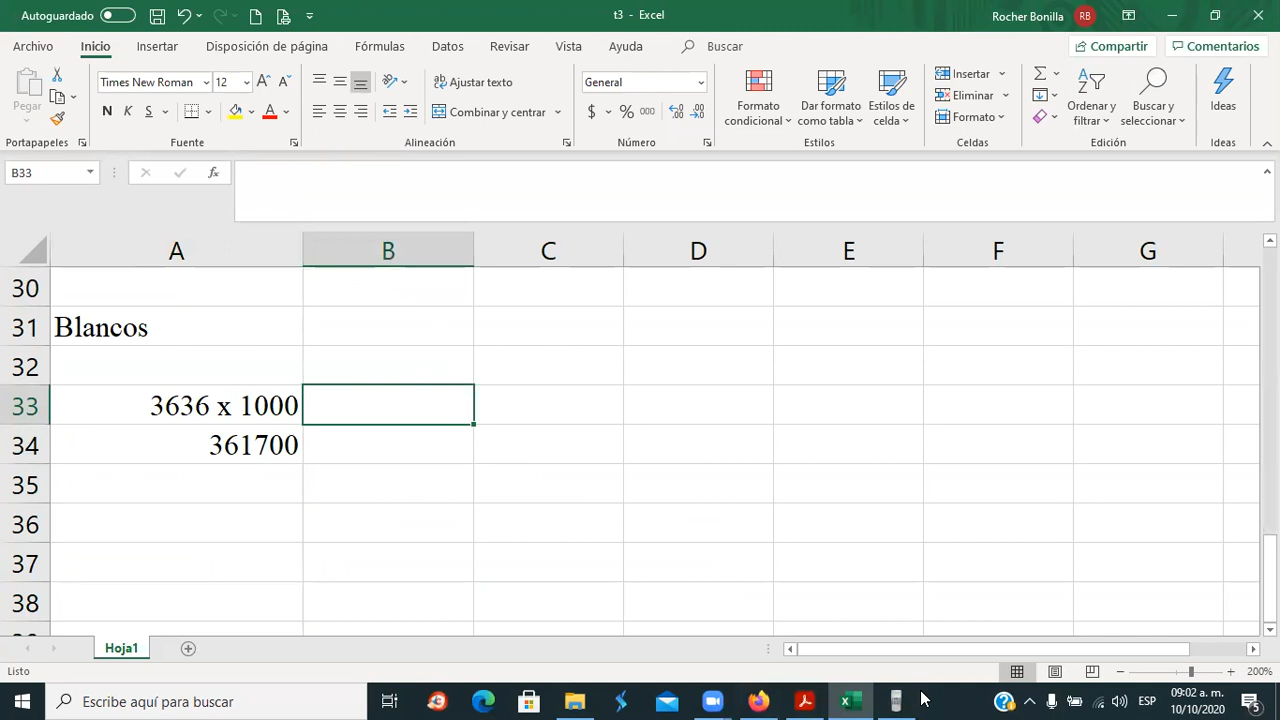 Autoguardado
t3 - Excel
Rocher Bonilla
RB
Archivo Inicio Insertar Disposición de página Fórmulas Datos Revisar Vista Ayuda Buscar
Compartir Comentarios
Pegar
Portapapeles
Times New Roman 12
N K S
Fuente
Ajustar texto
Combinar y centrar
Alineación
General
$ % 000
Número
Formato condicional
Dar formato como tabla
Estilos de celda
Estilos
Insertar
Eliminar
Formato
Celdas
Ordenar y filtrar
Buscar y seleccionar
Edición
Ideas
Ideas
B33 fx
A B C D E F G
30
31 Blancos
32
33 3636 x 1000
34 361700
35
36
37
38
Hoja1
Listo
200%
Escribe aquí para buscar
ESP
09:02 a. m.
10/10/2020
5